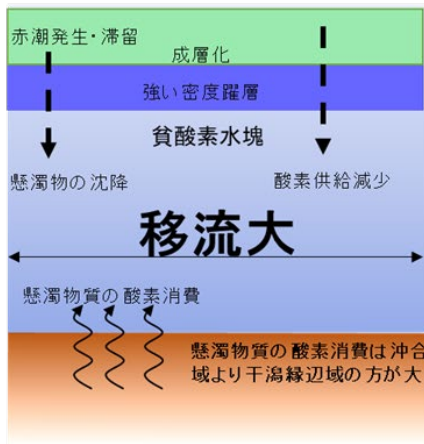 赤潮発生・滞留
成層化
強い密度躍層
貧酸素水塊
懸濁物の沈降
酸素供給減少
移流大
懸濁物質の酸素消費
懸濁物質の酸素消費は沖合
域より干潟縁辺域の方が大